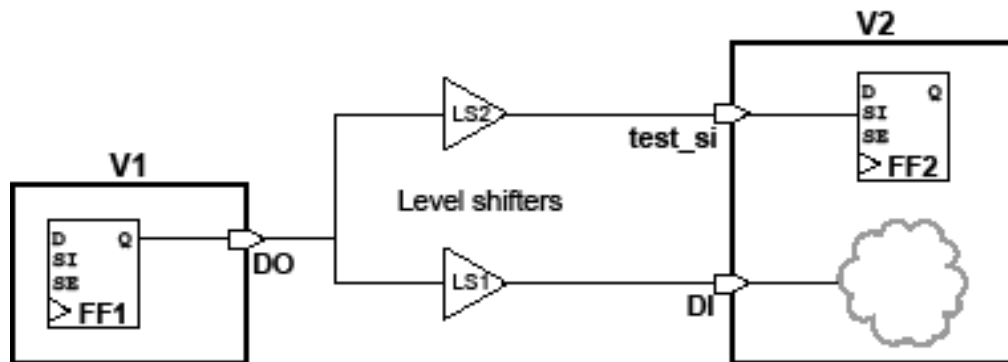 V2
D Q
SI
SE
FF2
LS2
test_si
V1
Level shifters
D Q
SI
SE
FF1
DO
LS1
DI